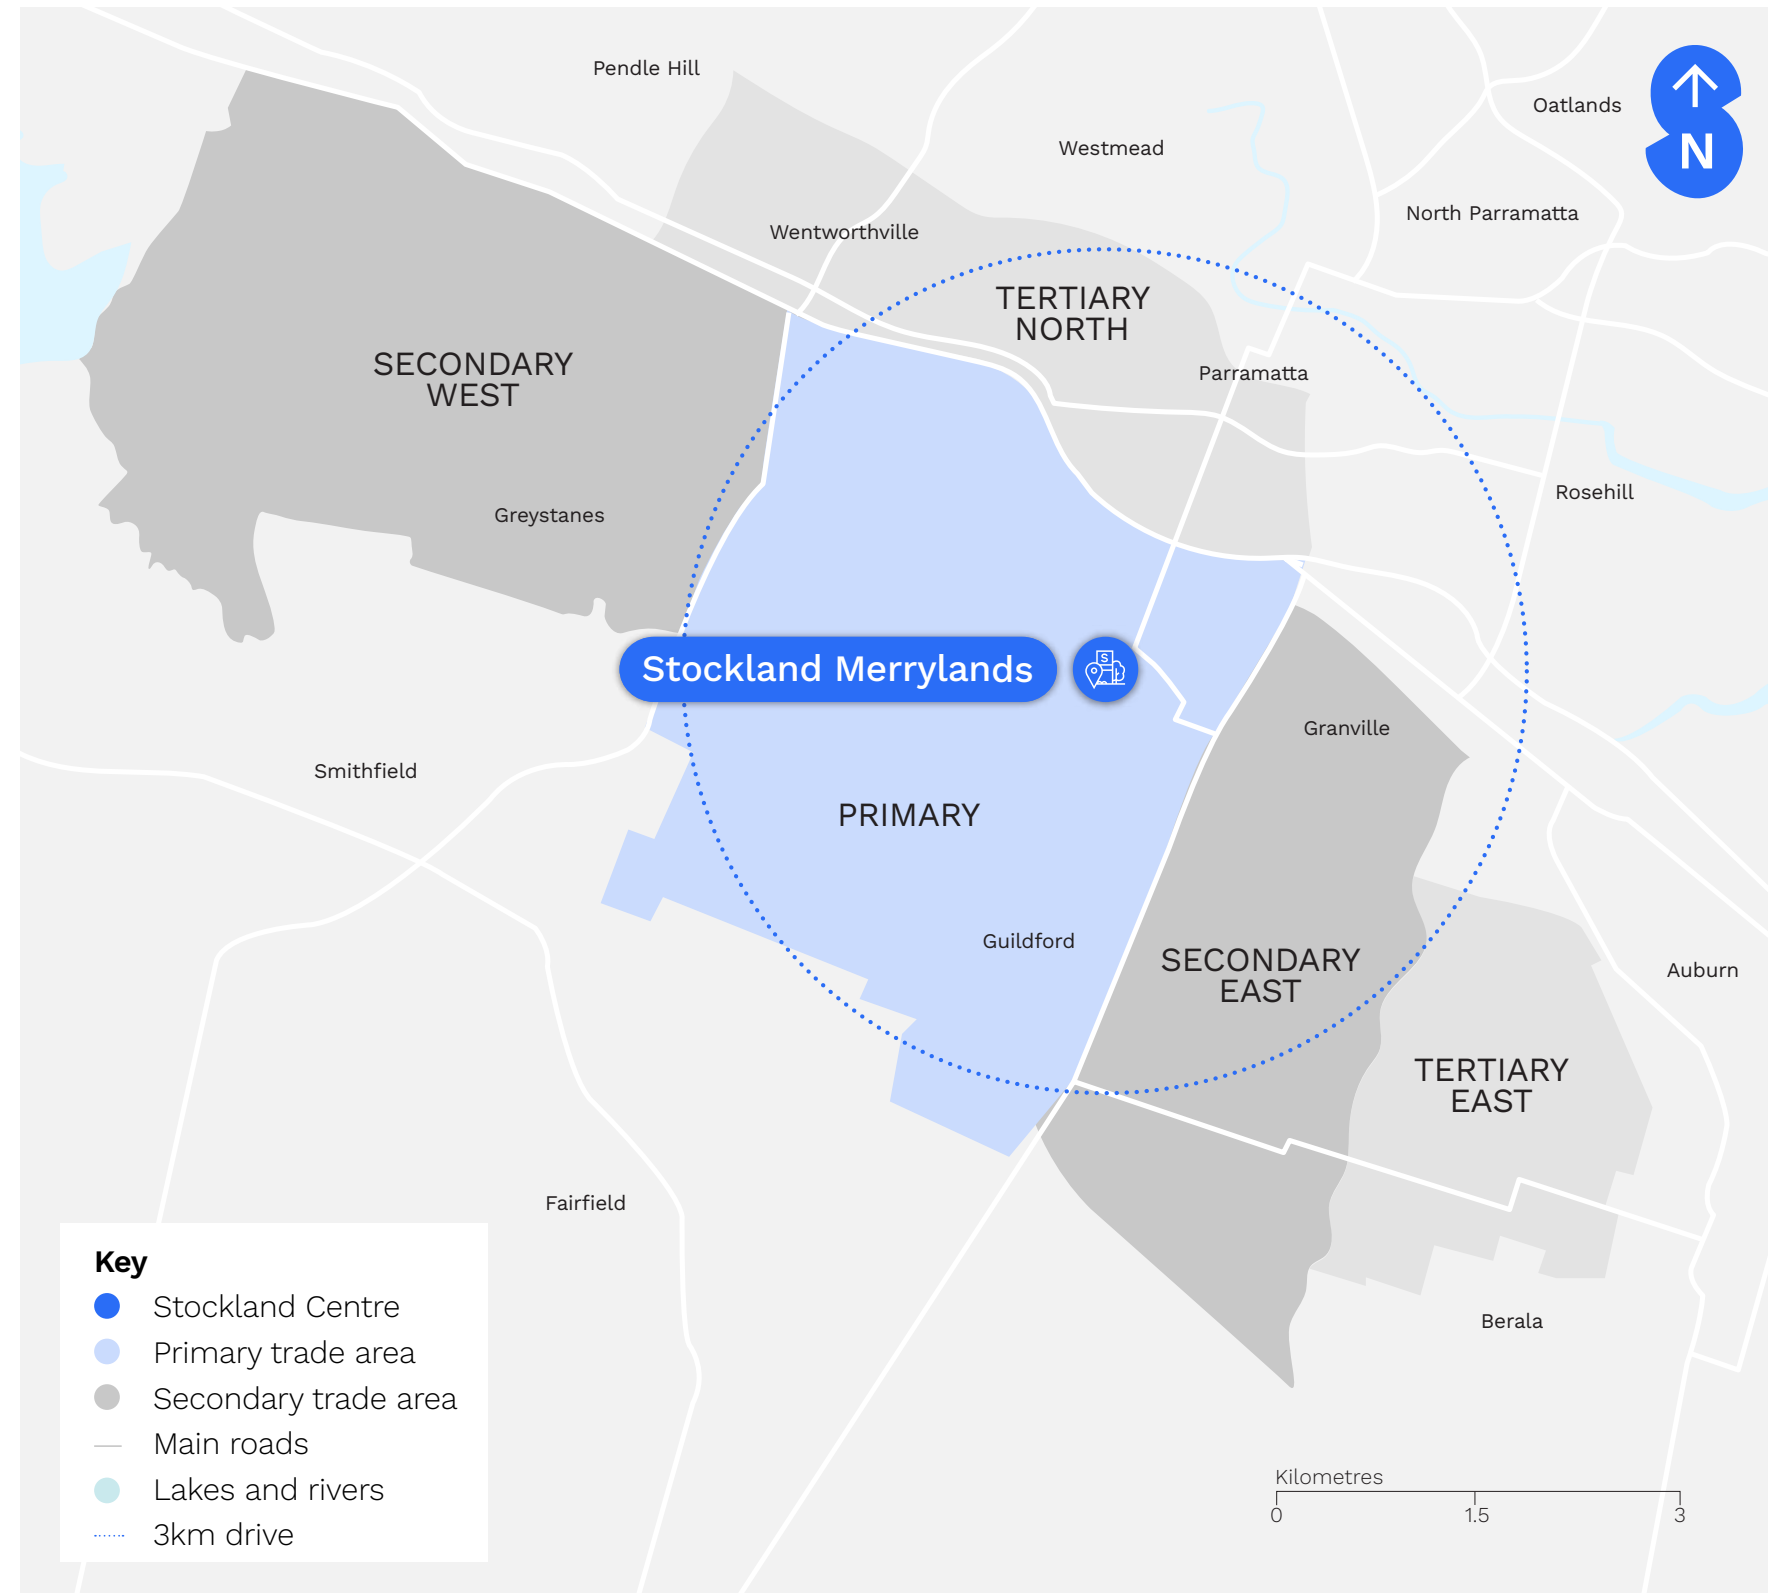 Pendle Hill
Oatlands
N
Westmead
North Parramatta
Wentworthville
TERTIARY
NORTH
SECONDARY
WEST
Parramatta
Rosehill
Greystanes
Stockland Merrylands
S
Granville
Smithfield
PRIMARY
Guildford
SECONDARY
EAST
Auburn
TERTIARY
EAST
Fairfield
Berala
Key
Stockland Centre
Primary trade area
Secondary trade area
Main roads
Lakes and rivers
3km drive
Kilometres
0 1.5 3